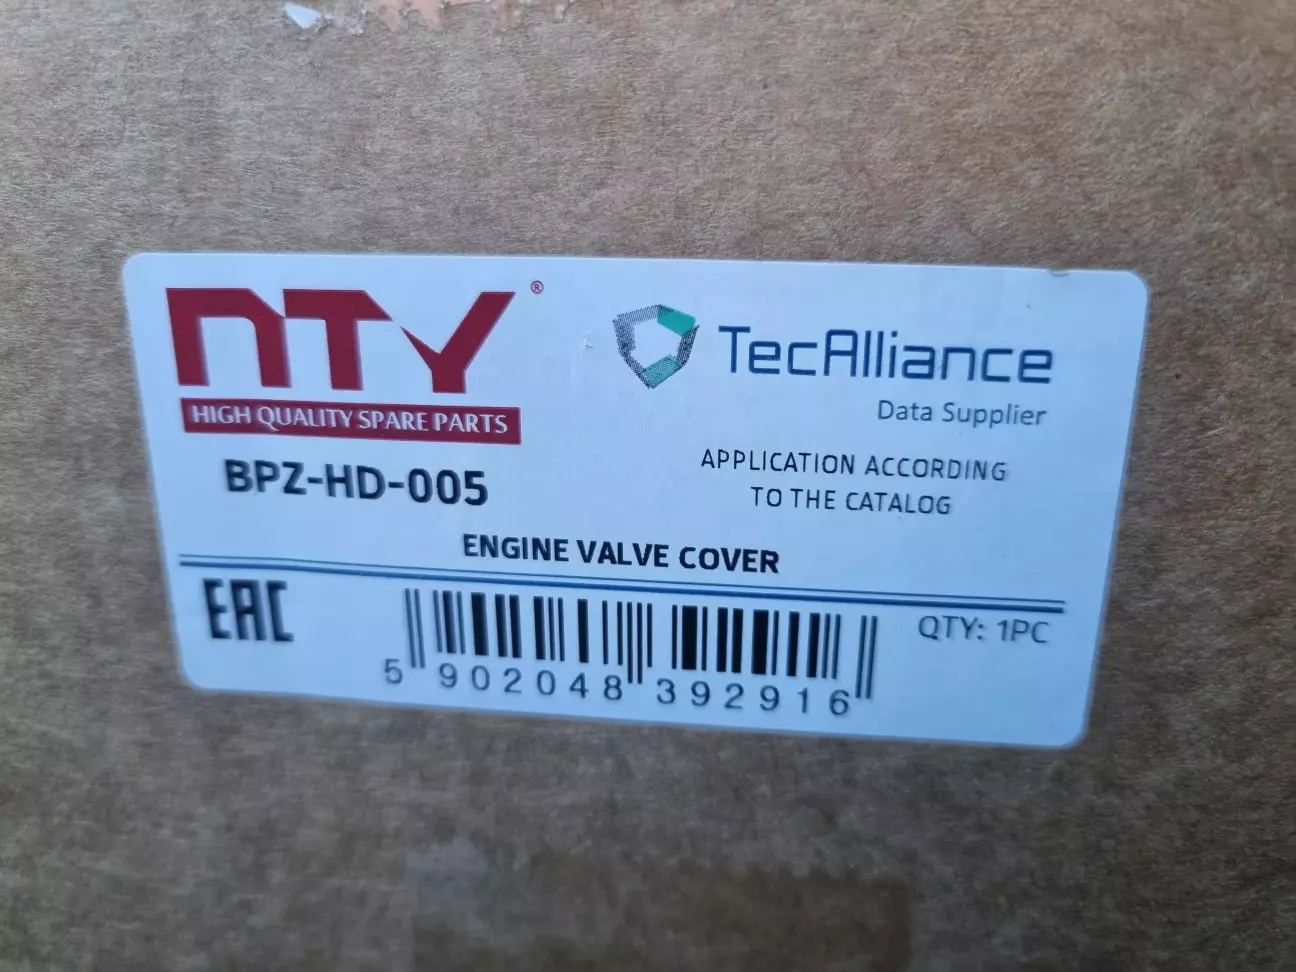 NTY®
HIGH QUALITY SPARE PARTS
BPZ-HD-005
TecAlliance
Data Supplier
APPLICATION ACCORDING
TO THE CATALOG
ENGINE VALVE COVER
EAC
QTY: 1PC
5 902048 392916